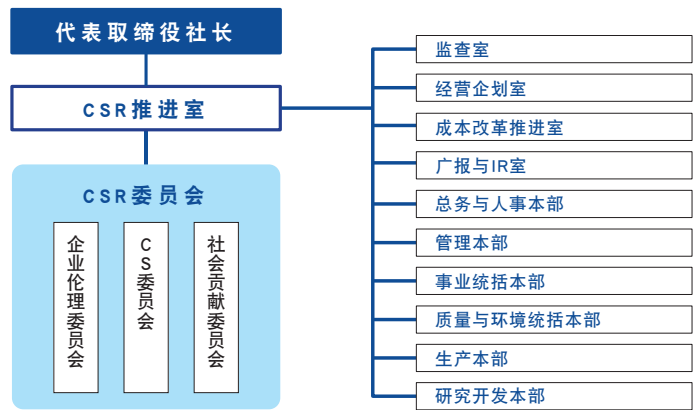 代表取缔役社长
CSR推进室
CSR委员会
企业伦理委员会
CS委员会
社会贡献委员会
监查室
经营企划室
成本改革推进室
广报与IR室
总务与人事本部
管理本部
事业统括本部
质量与环境统括本部
生产本部
研究开发本部